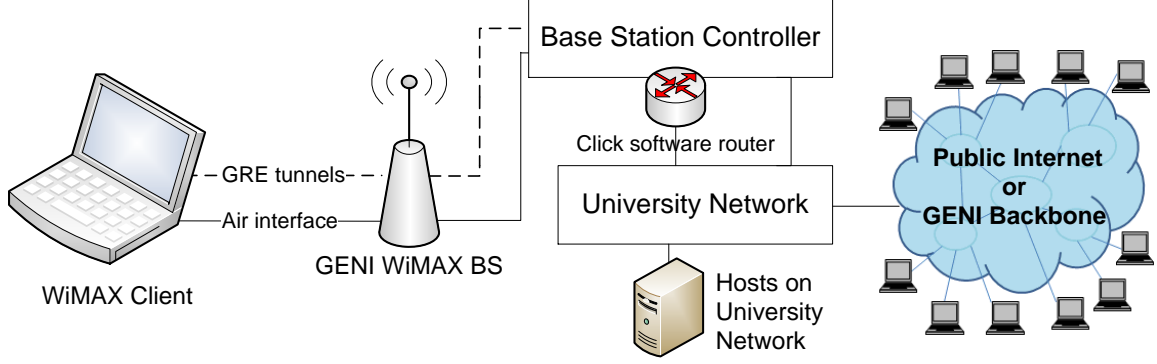 Base Station Controller
Click software router
GRE tunnels
Air interface
University Network
Public Internet
or
GENI Backbone
GENI WiMAX BS
WiMAX Client
Hosts on
University
Network